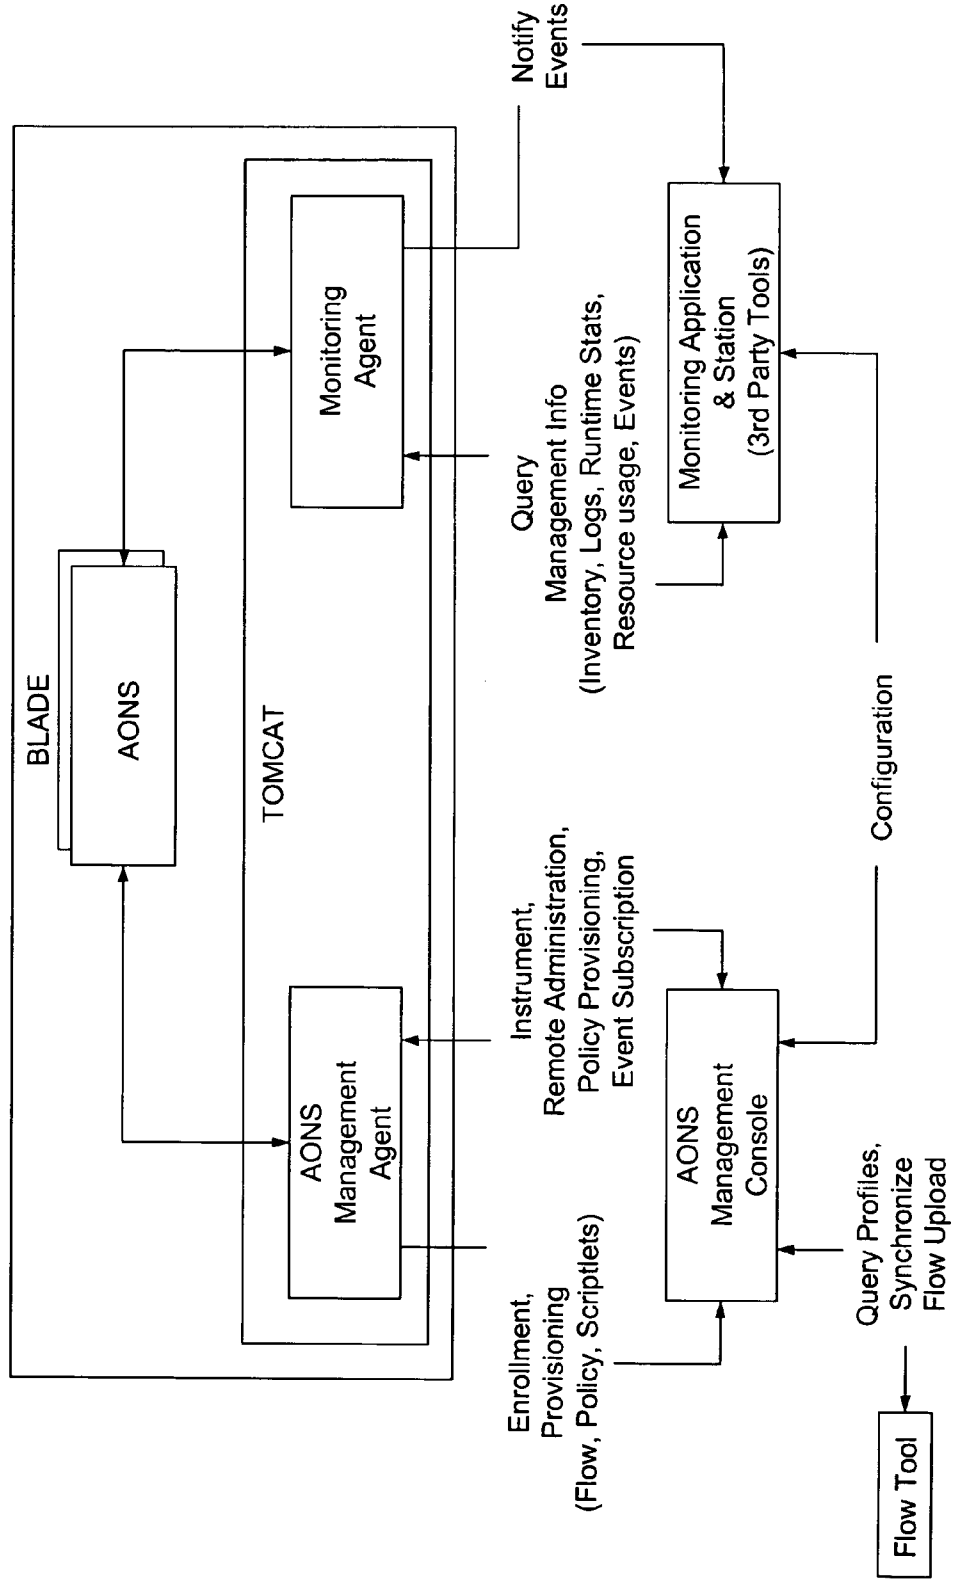 BLADE
AONS
TOMCAT
AONS
Management
Agent
Monitoring
Agent
Enrollment,
Provisioning
(Flow, Policy, Scriptlets)
Instrument,
Remote Administration,
Policy Provisioning,
Event Subscription
Query
Management Info
(Inventory, Logs, Runtime Stats,
Resource usage, Events)
Notify
Events
AONS
Management
Console
Monitoring Application
& Station
(3rd Party Tools)
Configuration
Query Profiles,
Synchronize
Flow Upload
Flow Tool